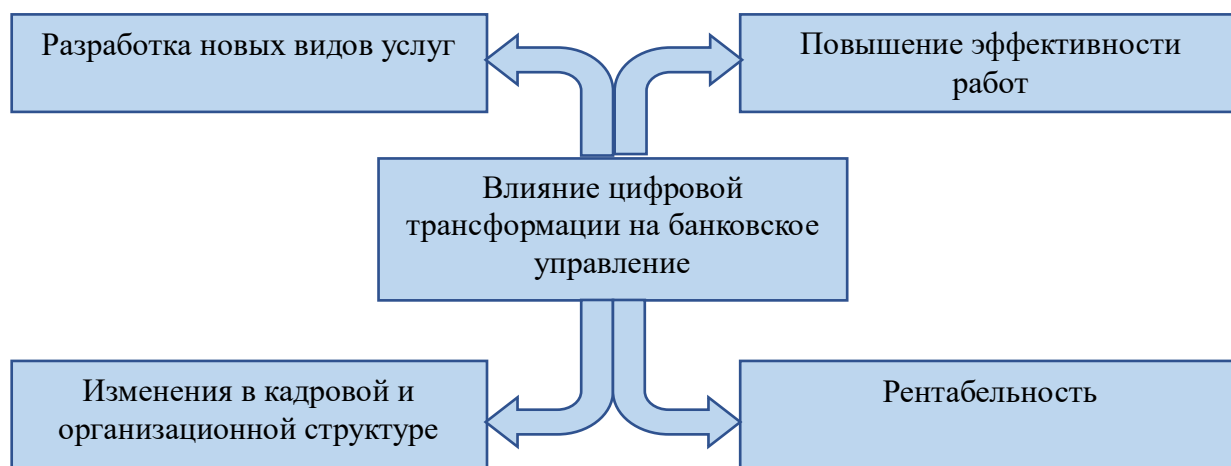 Разработка новых видов услуг
Повышение эффективности
работ
Влияние цифровой
трансформации на банковское
управление
Изменения в кадровой и
организационной структуре
Рентабельность